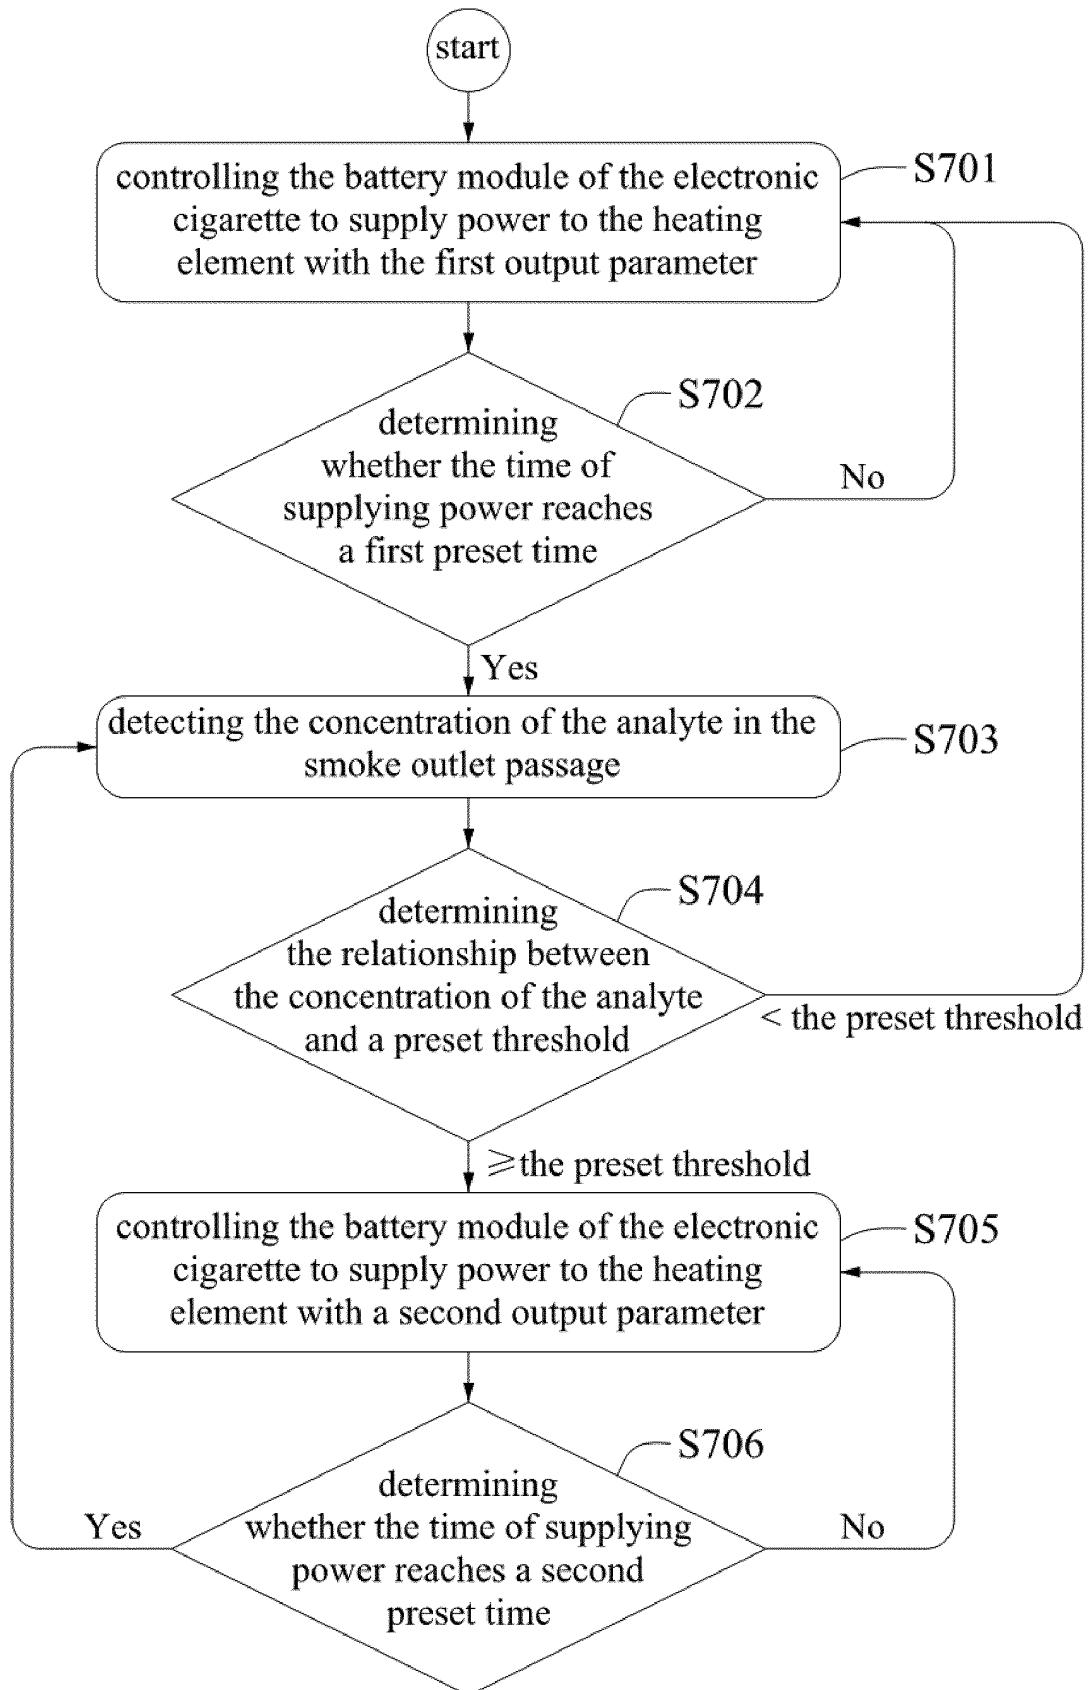 start
controlling the battery module of the electronic
cigarette to supply power to the heating
element with the first output parameter
S701
determining
whether the time of
supplying power reaches
a first preset time
S702
No
Yes
detecting the concentration of the analyte in the
smoke outlet passage
S703
determining
the relationship between
the concentration of the analyte
and a preset threshold
S704
< the preset threshold
⩾the preset threshold
controlling the battery module of the electronic
cigarette to supply power to the heating
element with a second output parameter
S705
determining
whether the time of supplying
power reaches a second
preset time
S706
Yes
No